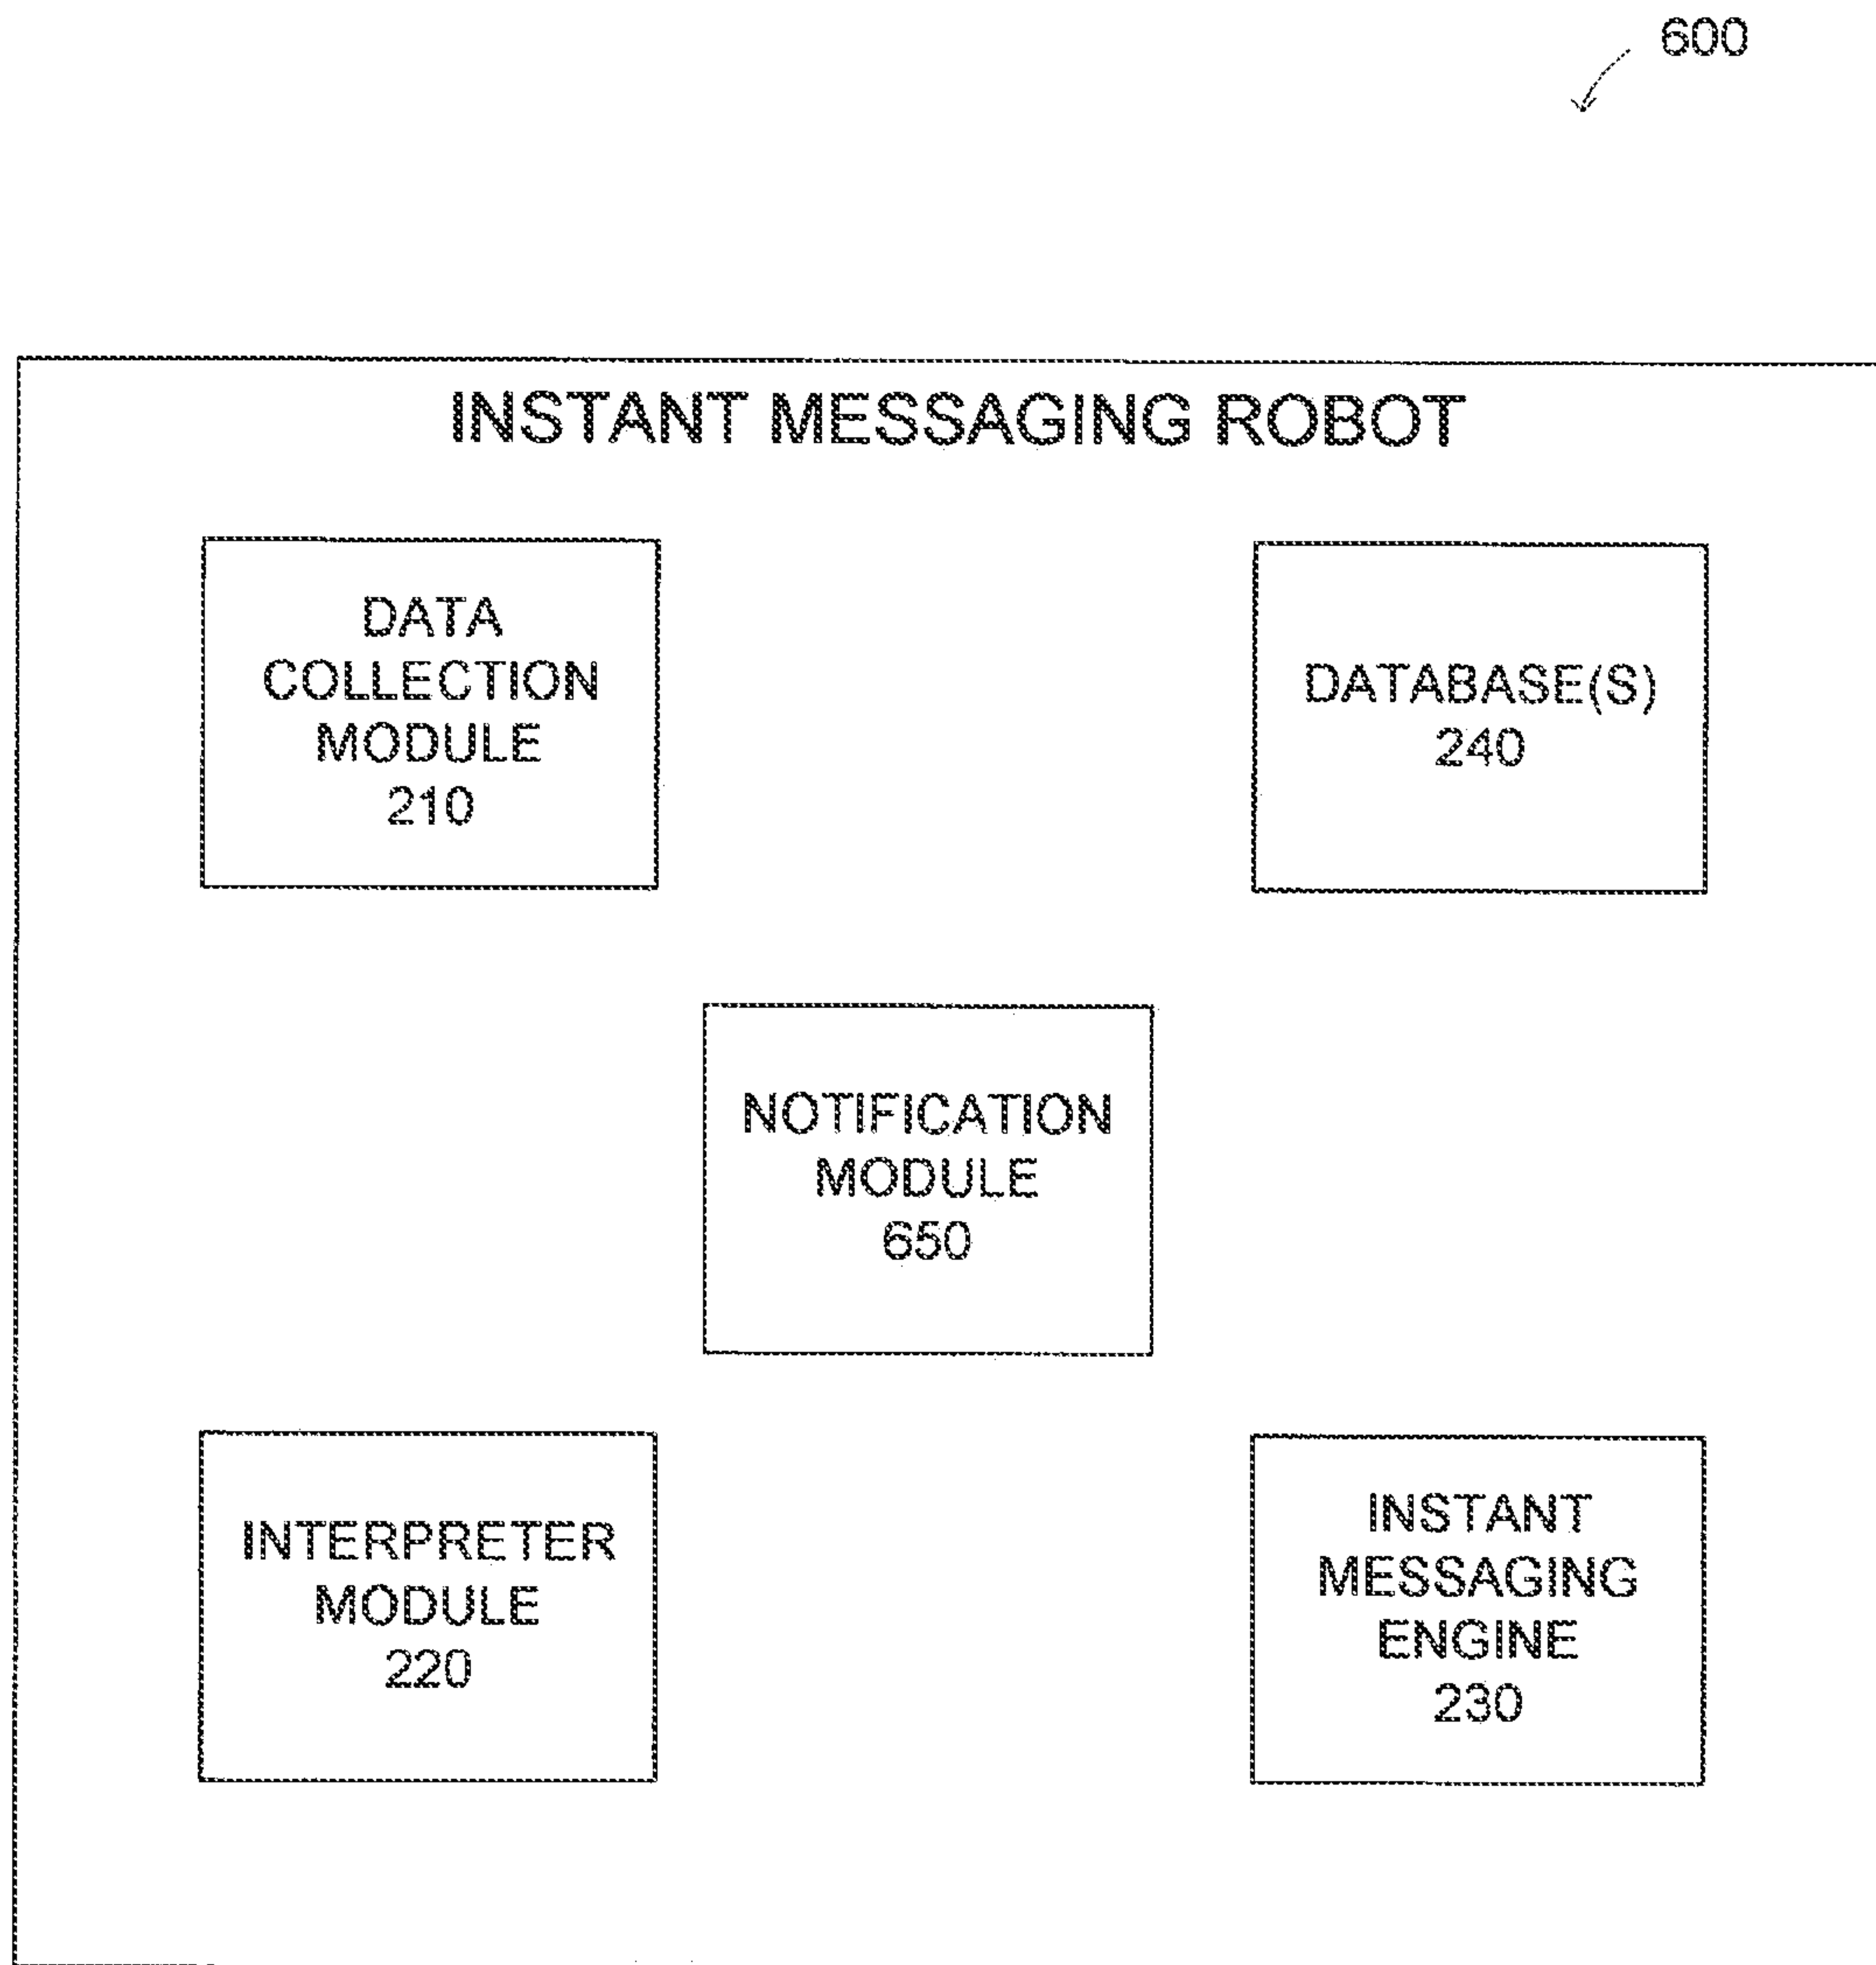 600
INSTANT MESSAGING ROBOT
DATA
COLLECTION
MODULE
210
DATABASE(S)
240
NOTIFICATION
MODULE
650
INTERPRETER
MODULE
220
INSTANT
MESSAGING
ENGINE
230